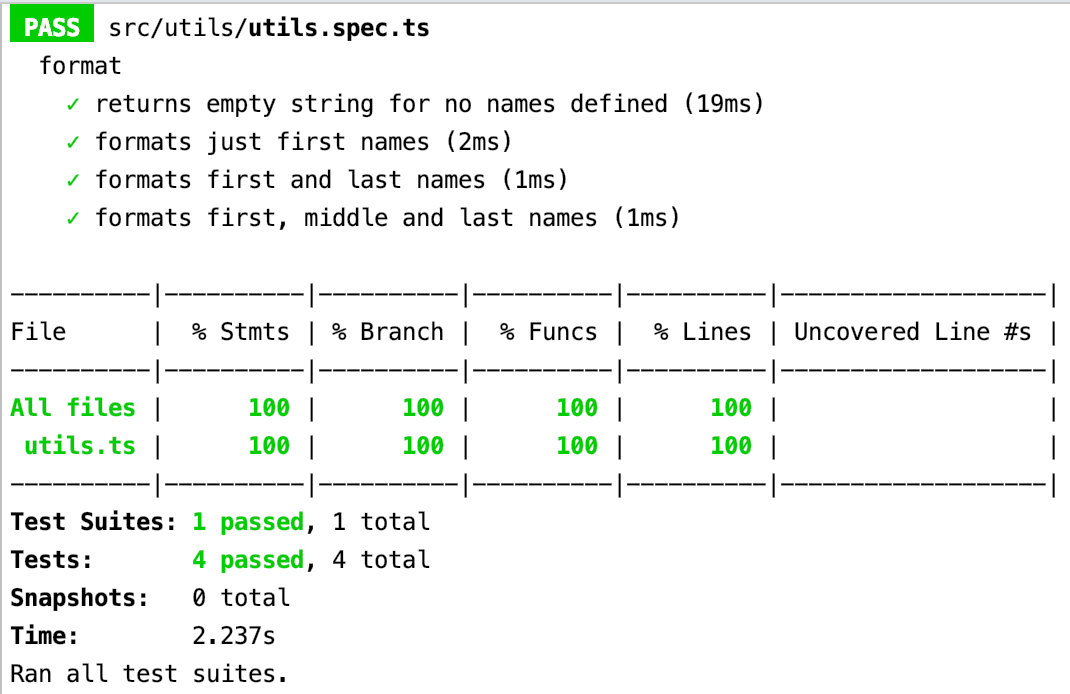 PASS src/utils/utils.spec.ts
format
✓ returns empty string for no names defined (19ms)
✓ formats just first names (2ms)
✓ formats first and last names (1ms)
✓ formats first, middle and last names (1ms)
----------|----------|----------|----------|----------|-------------------|
File      |  % Stmts | % Branch |  % Funcs |  % Lines | Uncovered Line #s |
----------|----------|----------|----------|----------|-------------------|
All files |      100 |      100 |      100 |      100 |                   |
 utils.ts |      100 |      100 |      100 |      100 |                   |
----------|----------|----------|----------|----------|-------------------|
Test Suites: 1 passed, 1 total
Tests:       4 passed, 4 total
Snapshots:   0 total
Time:        2.237s
Ran all test suites.